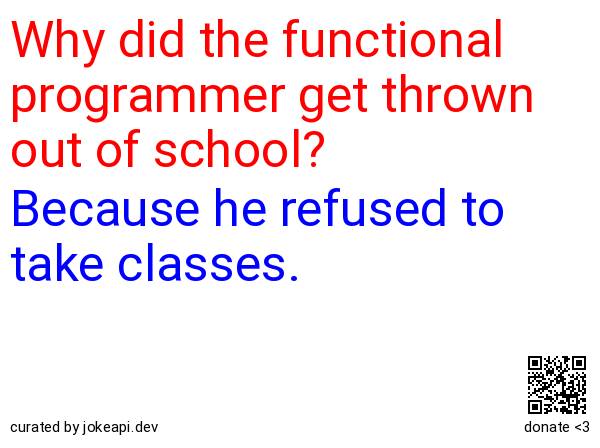 Why did the functional
programmer get thrown
out of school?
Because he refused to
take classes.
curated by jokeapi.dev
donate <3